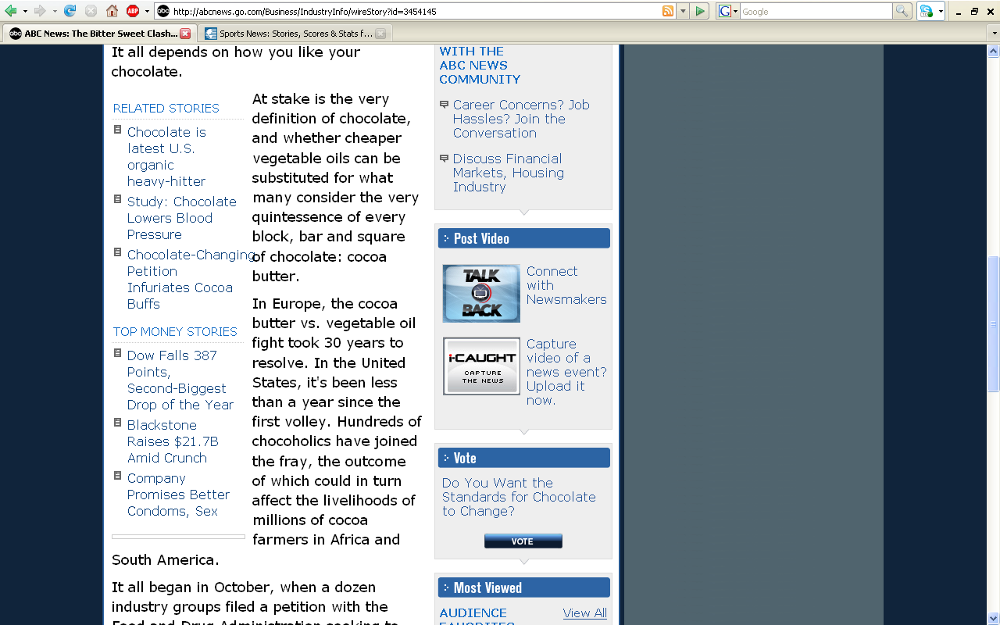 http://abcnews.go.com/Business/IndustryInfo/wireStory?id=3454145
G
Google
ABP
abc
abc
ABC News: The Bitter Sweet Clash...
Sports News: Stories, Scores & Stats f...
It all depends on how you like your
chocolate.
RELATED STORIES
Chocolate is
latest U.S.
organic
heavy-hitter
Study: Chocolate
Lowers Blood
Pressure
Chocolate-Changing
Petition
Infuriates Cocoa
Buffs
TOP MONEY STORIES
Dow Falls 387
Points,
Second-Biggest
Drop of the Year
Blackstone
Raises $21.7B
Amid Crunch
Company
Promises Better
Condoms, Sex
At stake is the very
definition of chocolate,
and whether cheaper
vegetable oils can be
substituted for what
many consider the very
quintessence of every
block, bar and square
of chocolate: cocoa
butter.
In Europe, the cocoa
butter vs. vegetable oil
fight took 30 years to
resolve. In the United
States, it's been less
than a year since the
first volley. Hundreds of
chocoholics have joined
the fray, the outcome
of which could in turn
affect the livelihoods of
millions of cocoa
farmers in Africa and
South America.
It all began in October, when a dozen
industry groups filed a petition with the
Food and Drug Administration seeking to
WITH THE
ABC NEWS
COMMUNITY
Career Concerns? Job
Hassles? Join the
Conversation
Discuss Financial
Markets, Housing
Industry
Post Video
TALK
BACK
Connect
with
Newsmakers
i-CAUGHT
CAPTURE
THE NEWS
Capture
video of a
news event?
Upload it
now.
Vote
Do You Want the
Standards for Chocolate
to Change?
VOTE
Most Viewed
AUDIENCE
FAVORITES
View All